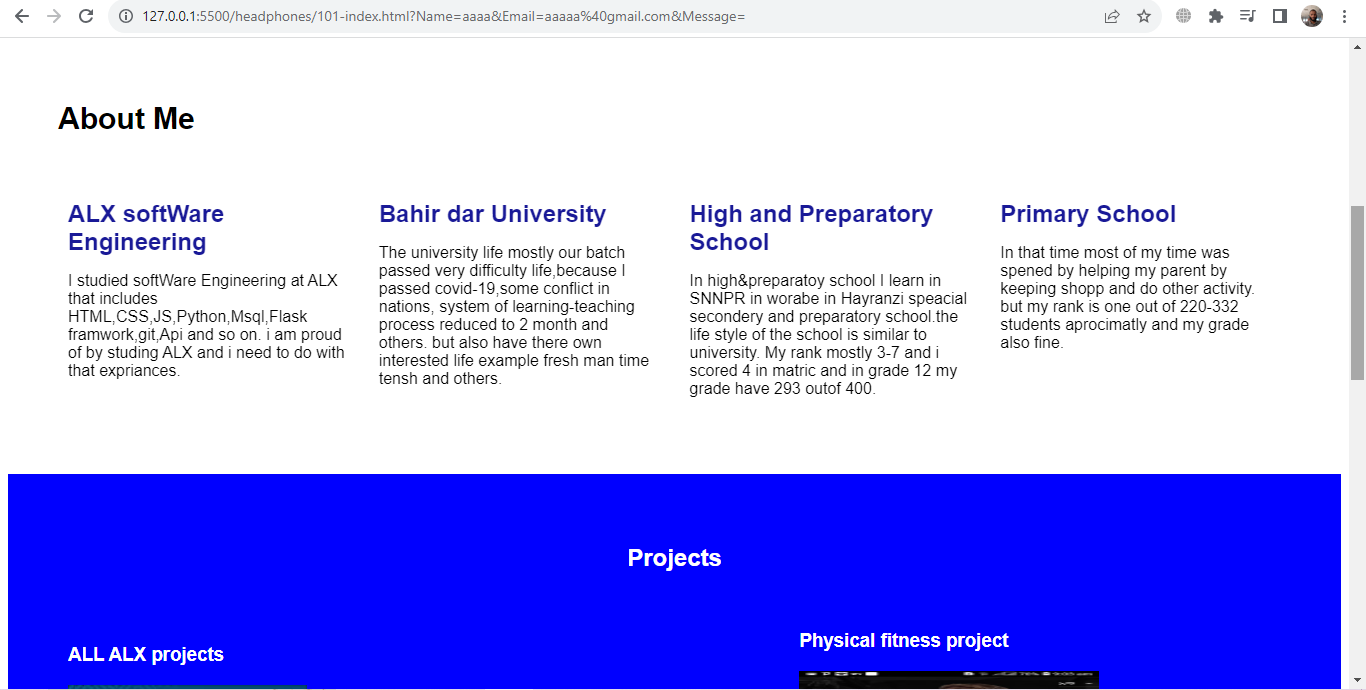 127.0.0.1:5500/headphones/101-index.html?Name=aaaa&Email=aaaaa%40gmail.com&Message=
About Me
ALX softWare
Engineering
I studied softWare Engineering at ALX
that includes
HTML,CSS,JS,Python,Msql,Flask
framwork,git,Api and so on. i am proud
of by studing ALX and i need to do with
that expriances.
Bahir dar University
The university life mostly our batch
passed very difficulty life,because I
passed covid-19,some conflict in
nations, system of learning-teaching
process reduced to 2 month and
others. but also have there own
interested life example fresh man time
tensh and others.
High and Preparatory
School
In high&preparatoy school I learn in
SNNPR in worabe in Hayranzi speacial
secondery and preparatory school.the
life style of the school is similar to
university. My rank mostly 3-7 and i
scored 4 in matric and in grade 12 my
grade have 293 outof 400.
Primary School
In that time most of my time was
spened by helping my parent by
keeping shopp and do other activity.
but my rank is one out of 220-332
students aprocimatly and my grade
also fine.
Projects
ALL ALX projects
Physical fitness project